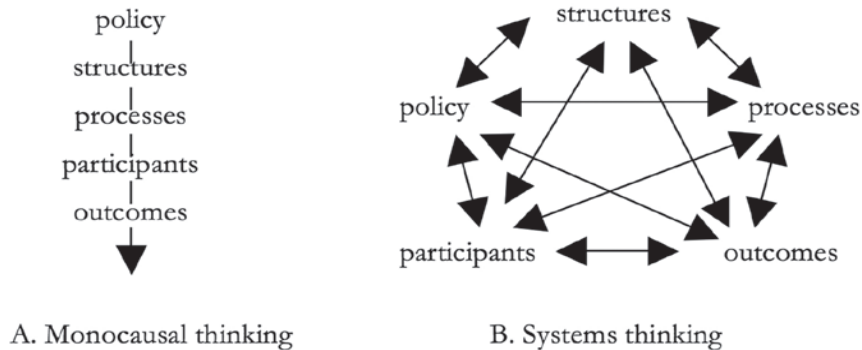 policy
structures
processes
participants
outcomes
A. Monocausal thinking
structures
policy
processes
participants
outcomes
B. Systems thinking